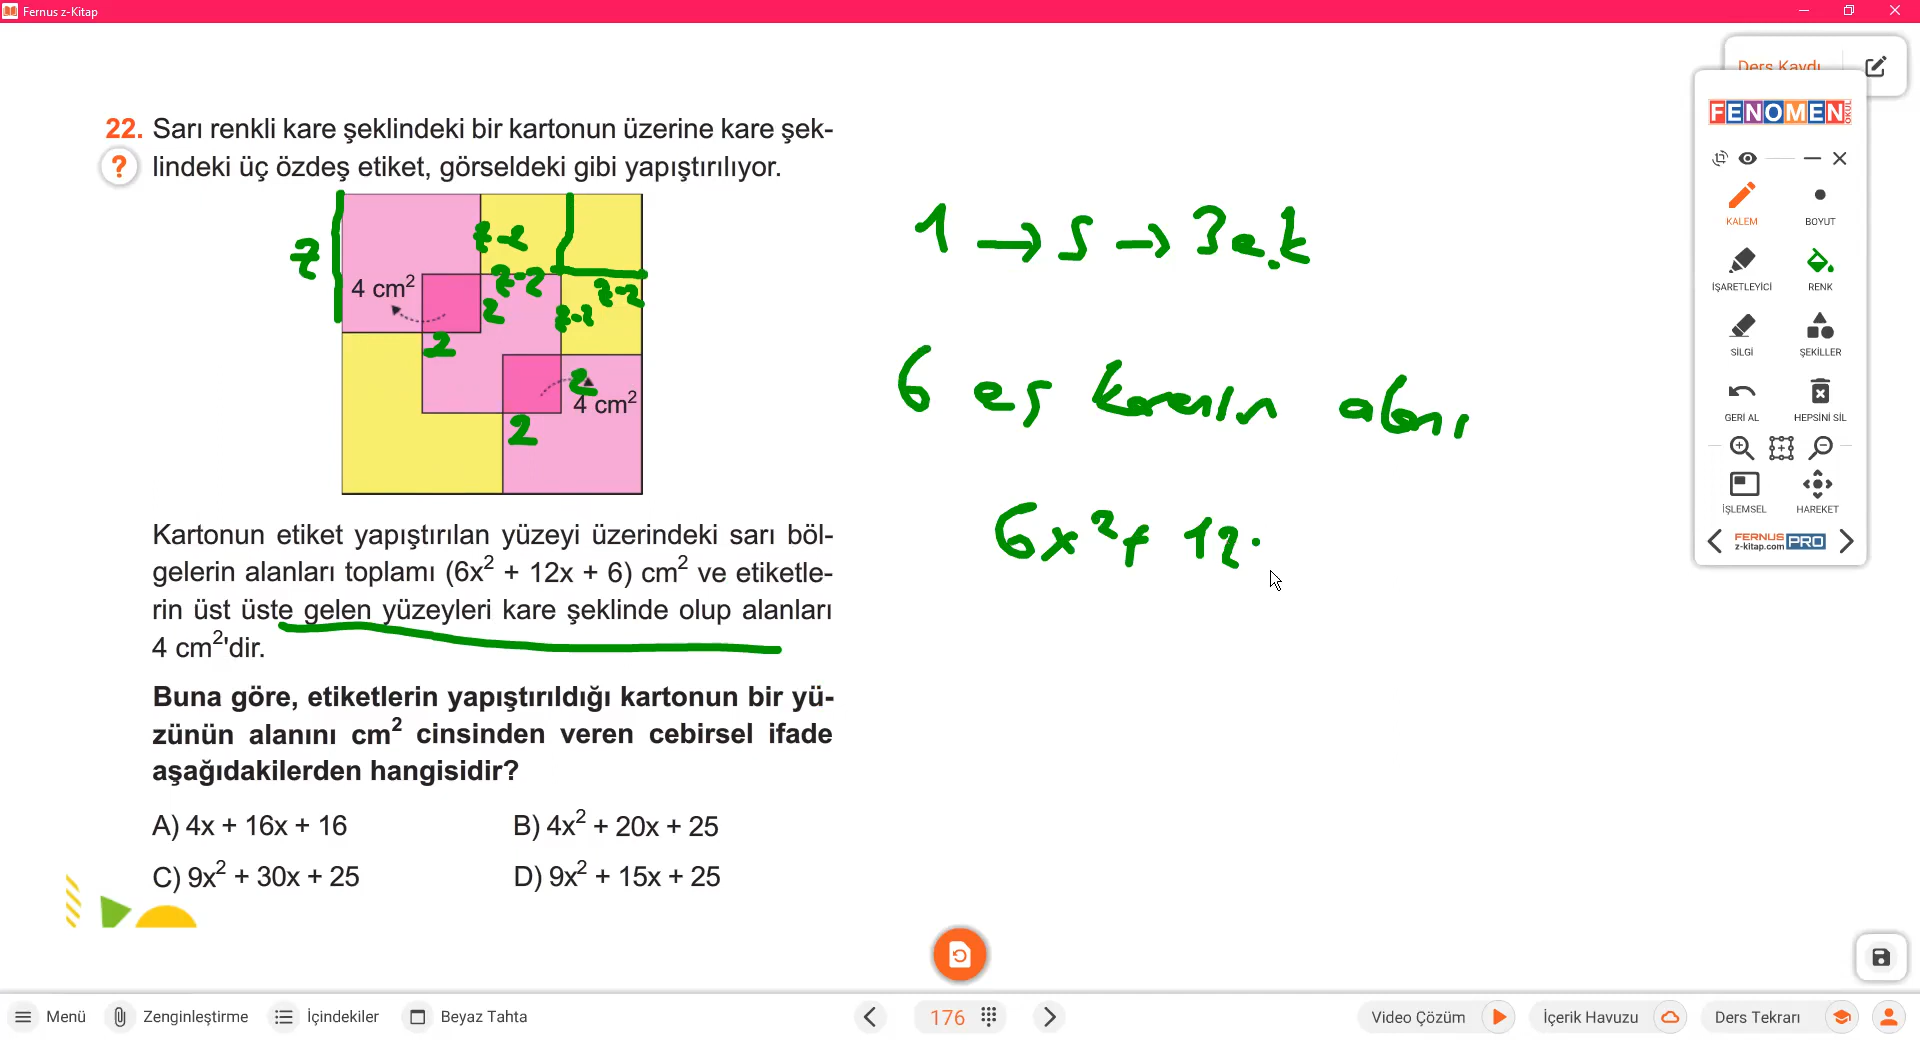 Fernus z-Kitap
Ders Kaydı
22. Sarı renkli kare şeklindeki bir kartonun üzerine kare şek-
lindeki üç özdeş etiket, görseldeki gibi yapıştırılıyor.
?
4 cm²
2
2
4 cm²
2
2
1 → 5 → 3
6 eş karenin alanı
6x² + 12
Kartonun etiket yapıştırılan yüzeyi üzerindeki sarı böl-
gelerin alanları toplamı (6x² + 12x + 6) cm² ve etiketle-
rin üst üste gelen yüzeyleri kare şeklinde olup alanları
4 cm²'dir.
Buna göre, etiketlerin yapıştırıldığı kartonun bir yü-
zünün alanını cm² cinsinden veren cebirsel ifade
aşağıdakilerden hangisidir?
A) 4x + 16x + 16
B) 4x² + 20x + 25
C) 9x² + 30x + 25
D) 9x² + 15x + 25
FENOMEN OKUL
KALEM
BOYUT
İŞARETLEYİCİ
RENK
SİLGİ
ŞEKİLLER
GERİ AL
HEPSİNİ SİL
İŞLEMSEL
HAREKET
FERNUS z-kitap.com PRO
Menü
Zenginleştirme
İçindekiler
Beyaz Tahta
176
Video Çözüm
İçerik Havuzu
Ders Tekrarı